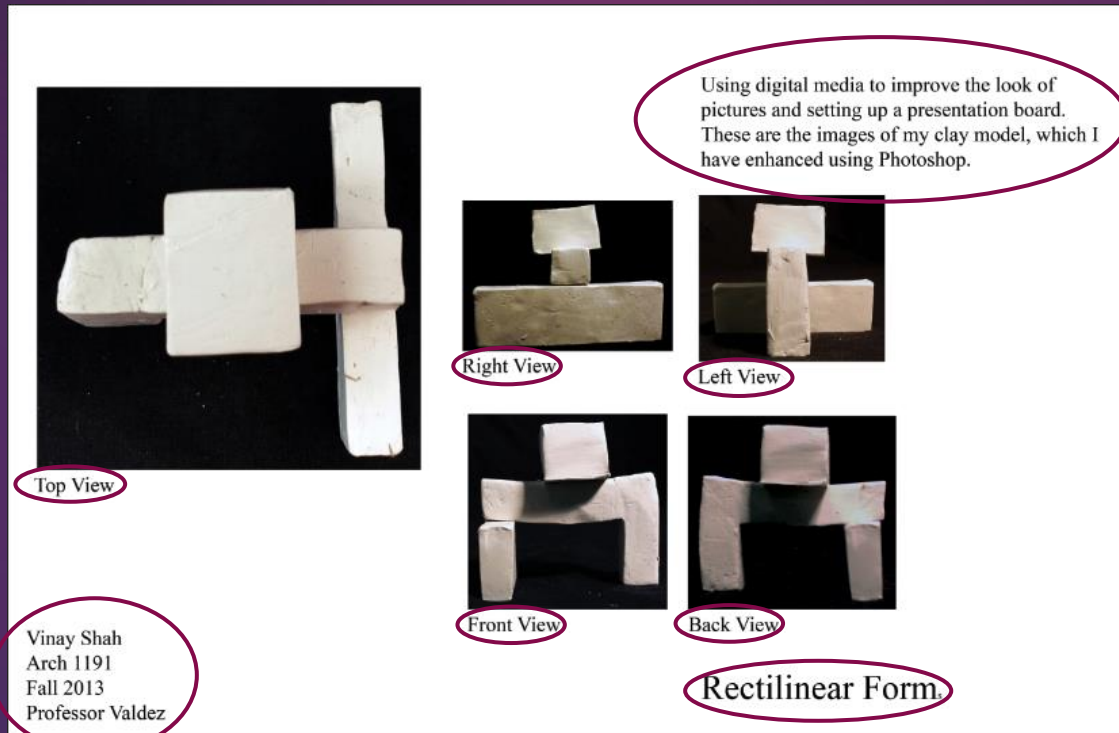 Using digital media to improve the look of
pictures and setting up a presentation board.
These are the images of my clay model, which I
have enhanced using Photoshop.
Right View
Left View
Top View
Front View
Back View
Vinay Shah
Arch 1191
Fall 2013
Professor Valdez
Rectilinear Forms